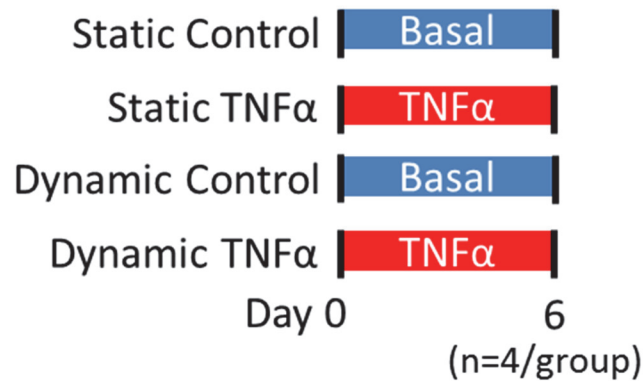 Static Control Basal
Static TNFα TNFα
Dynamic Control Basal
Dynamic TNFα TNFα
Day 0 6
(n=4/group)